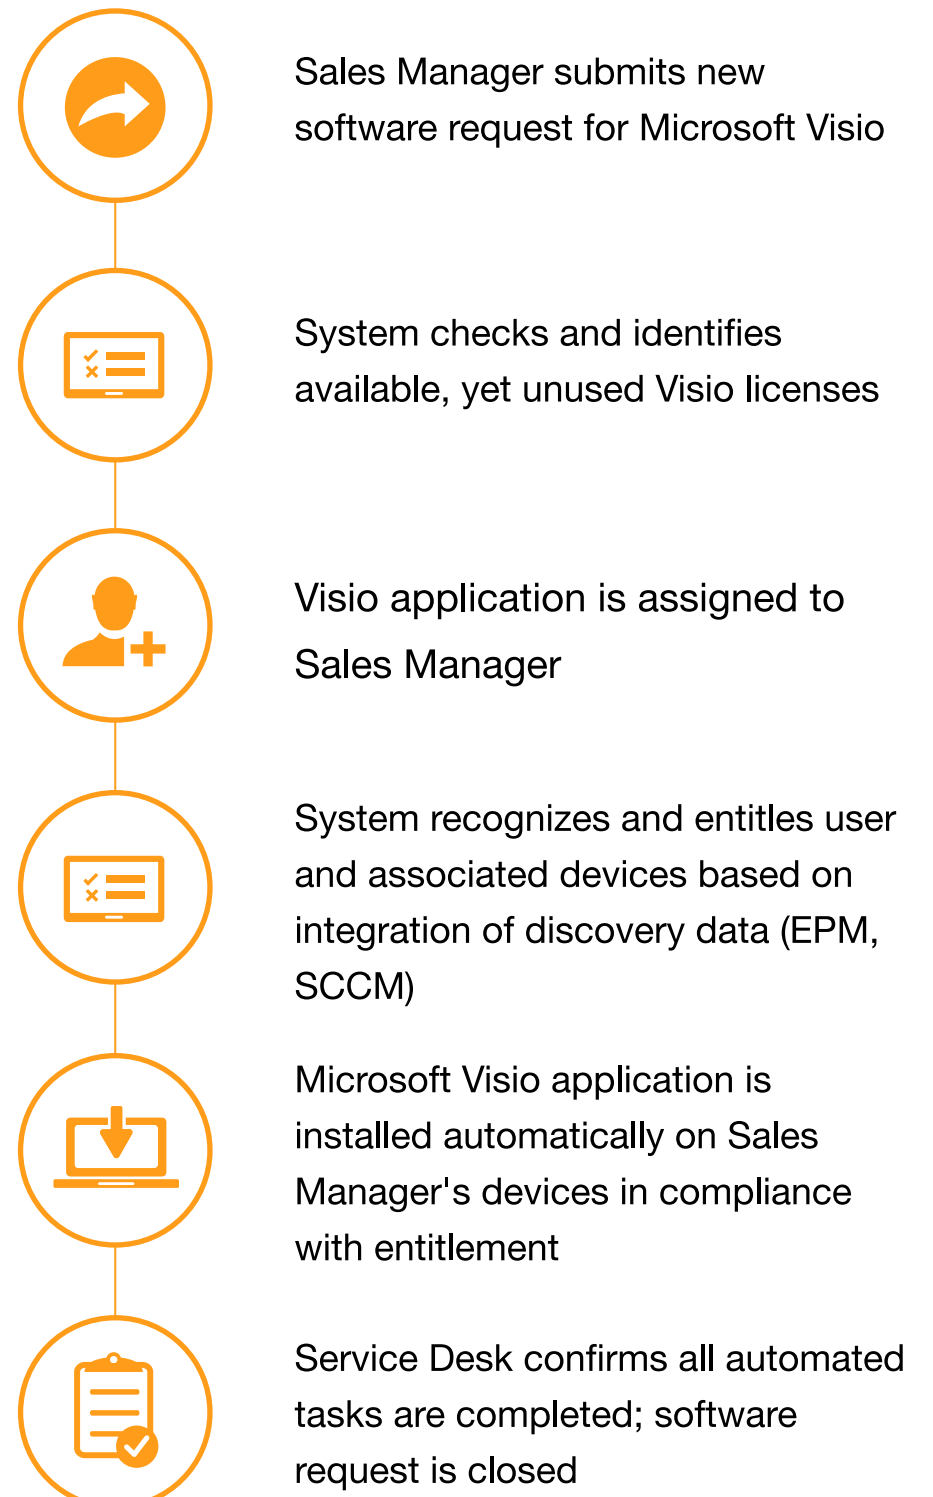 Sales Manager submits new
software request for Microsoft Visio
System checks and identifies
available, yet unused Visio licenses
Visio application is assigned to
Sales Manager
System recognizes and entitles user
and associated devices based on
integration of discovery data (EPM,
SCCM)
Microsoft Visio application is
installed automatically on Sales
Manager's devices in compliance
with entitlement
Service Desk confirms all automated
tasks are completed; software
request is closed